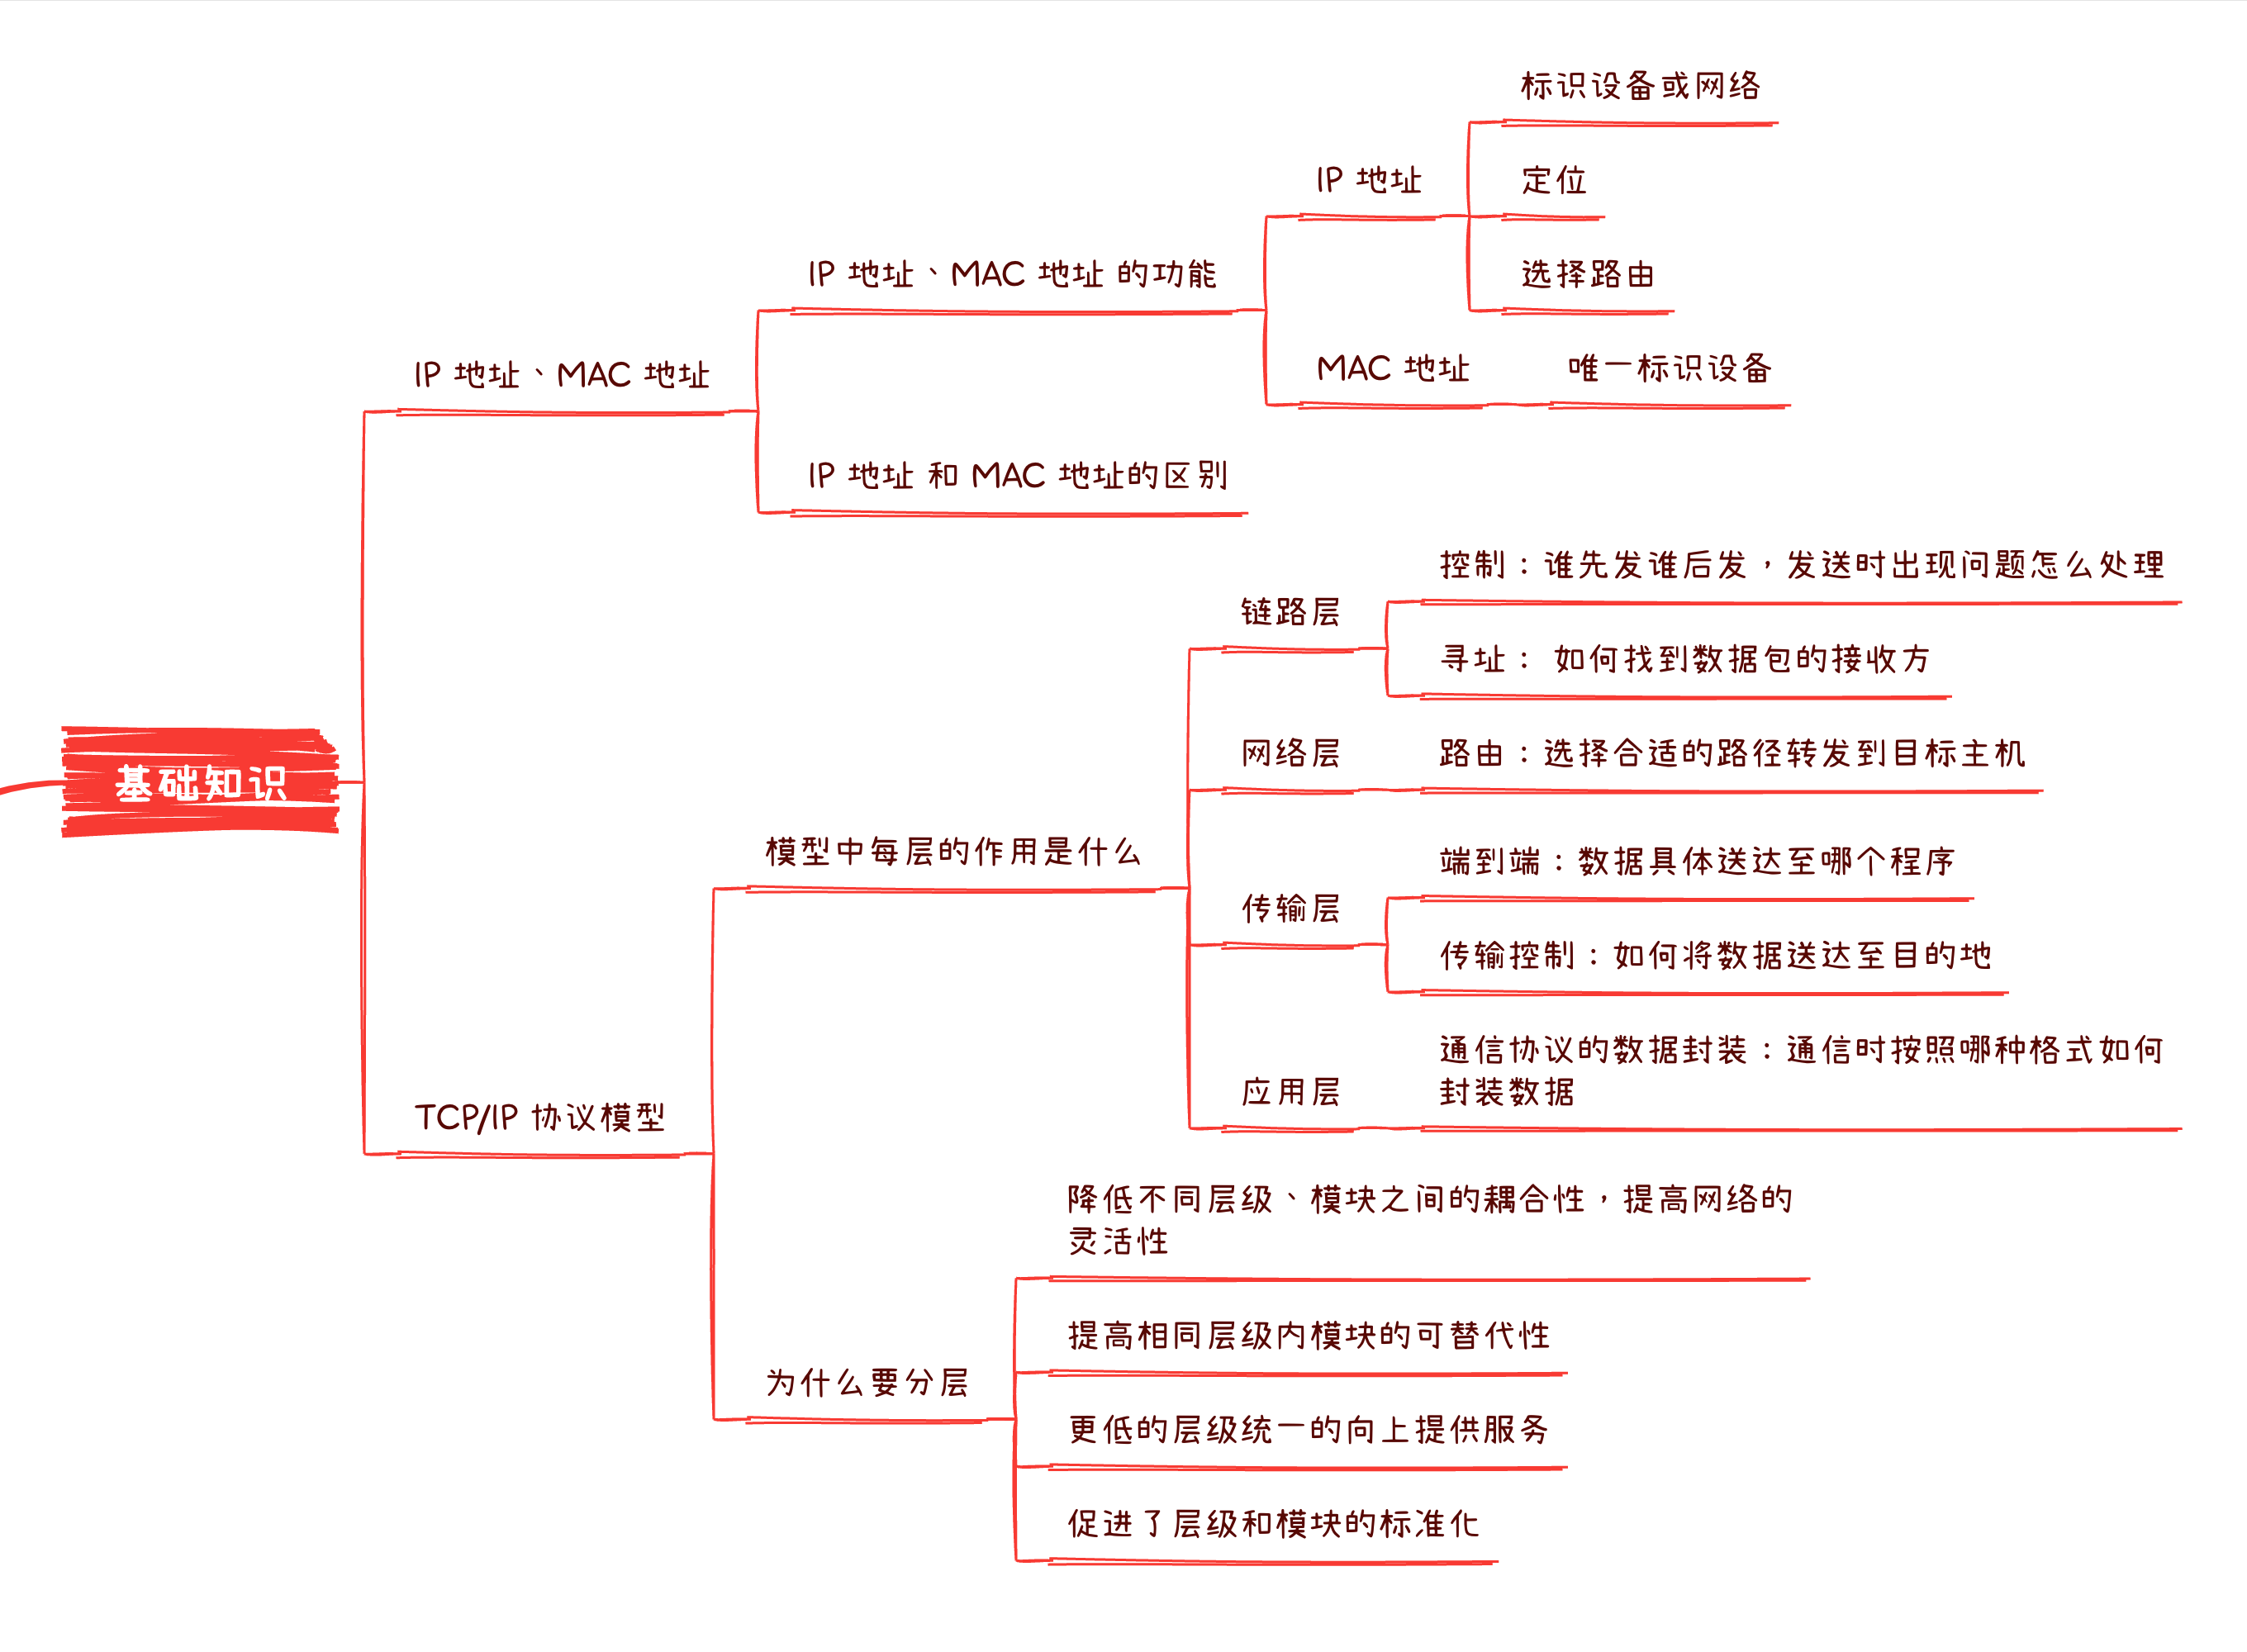 基础知识
IP 地址、MAC 地址
IP 地址、MAC 地址 的功能
IP 地址
标识设备或网络
定位
选择路由
MAC 地址
唯一标识设备
IP 地址 和 MAC 地址的区别
TCP/IP 协议模型
模型中每层的作用是什么
链路层
控制：谁先发谁后发，发送时出现问题怎么处理
寻址： 如何找到数据包的接收方
网络层
路由：选择合适的路径转发到目标主机
传输层
端到端：数据具体送达至哪个程序
传输控制：如何将数据送达至目的地
应用层
通信协议的数据封装：通信时按照哪种格式如何
封装数据
为什么要分层
降低不同层级、模块之间的耦合性，提高网络的
灵活性
提高相同层级内模块的可替代性
更低的层级统一的向上提供服务
促进了层级和模块的标准化